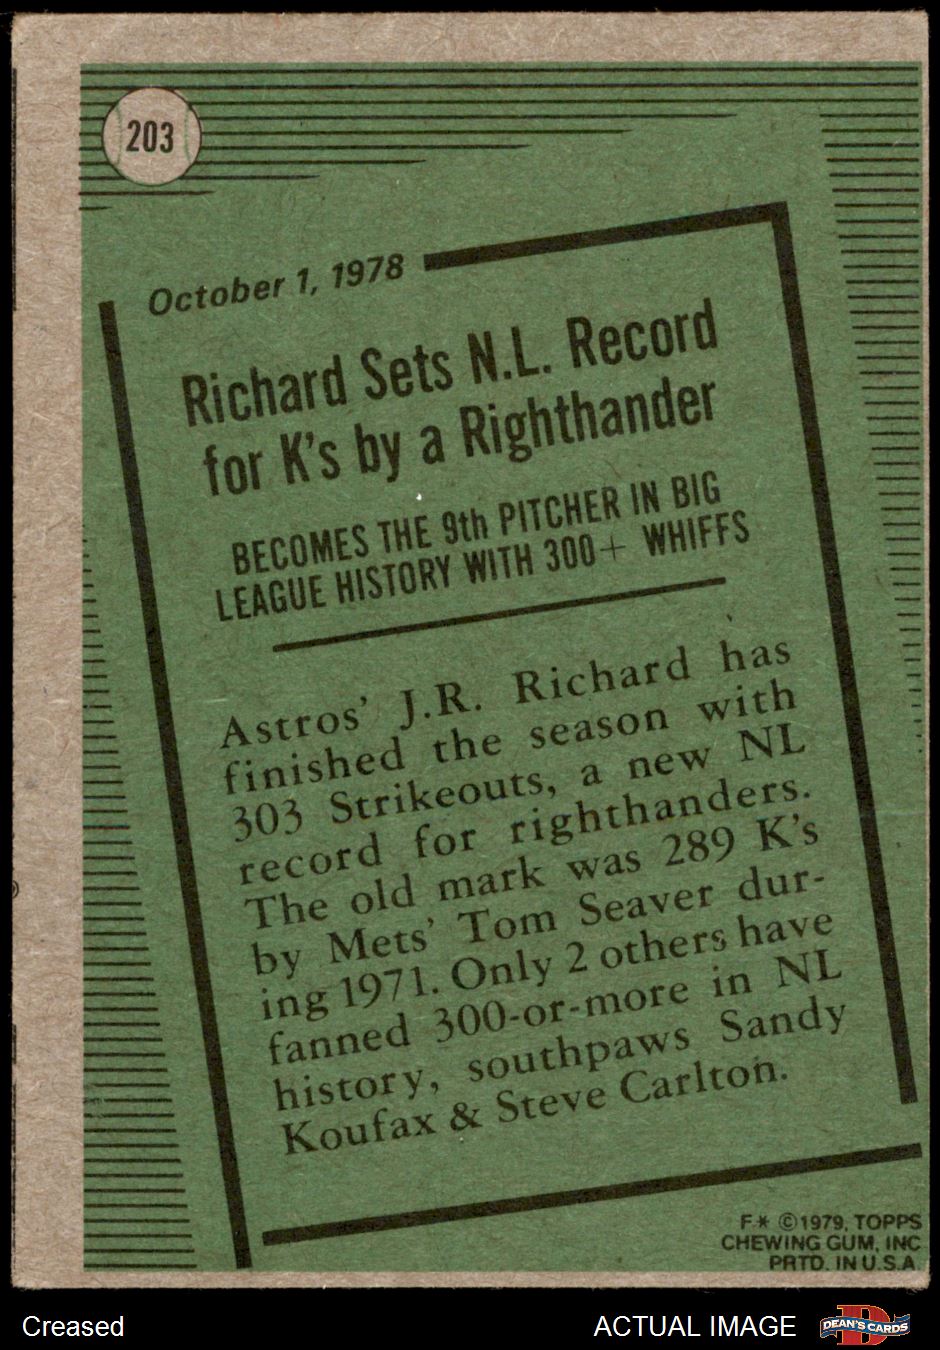 203
October 1, 1978
Richard Sets N.L. Record
for K's by a Righthander
BECOMES THE 9th PITCHER IN BIG
LEAGUE HISTORY WITH 300+ WHIFFS
Astros' J.R. Richard has
finished the season with
303 Strikeouts, a new NL
record for righthanders.
The old mark was 289 K's
by Mets' Tom Seaver dur-
ing 1971. Only 2 others have
fanned 300-or-more in NL
history, southpaws Sandy
Koufax & Steve Carlton.
F* ©1979, TOPPS
CHEWING GUM, INC
PRTD. IN U.S.A.
Creased
ACTUAL IMAGE
DEAN'S CARDS